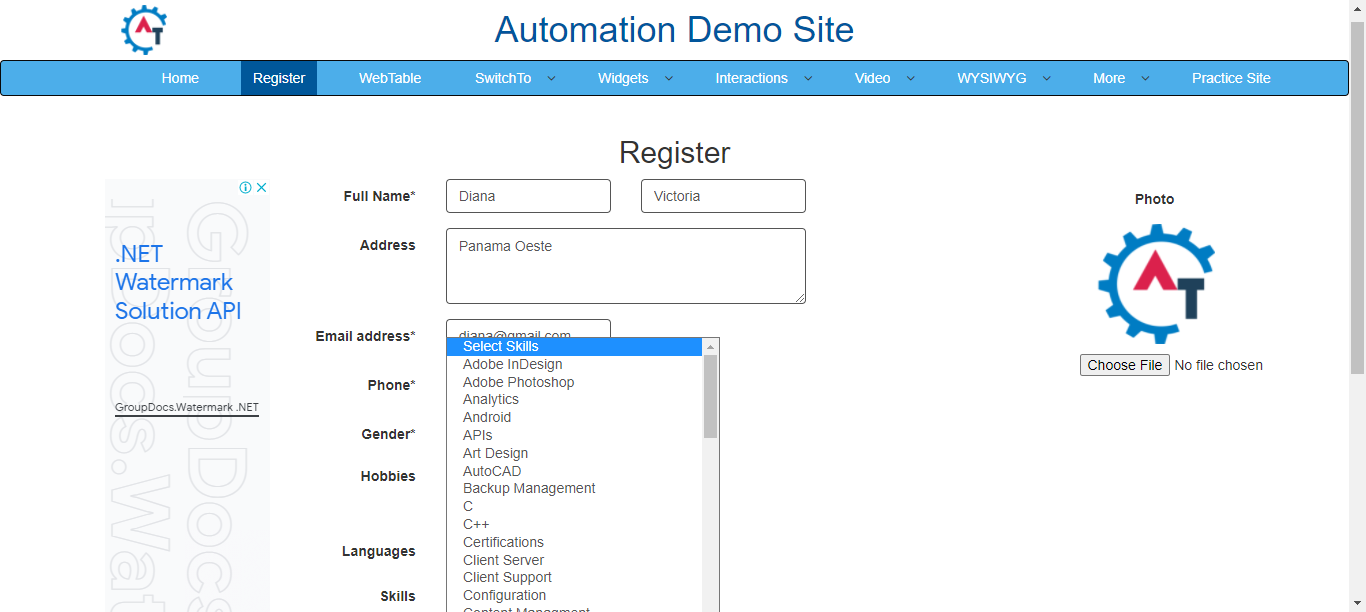 Automation Demo Site
Home Register WebTable SwitchTo Widgets Interactions Video WYSIWYG More Practice Site
Register
Full Name* Diana Victoria
Photo
Address Panama Oeste
.NET
Watermark
Solution API
GroupDocs.Watermark .NET
GroupDocs
Email address* diana@gmail.com
Select Skills
Adobe InDesign
Choose File No file chosen
Adobe Photoshop
Phone*
Analytics
Android
Gender*
APIs
Art Design
Hobbies
AutoCAD
Backup Management
C
C++
Certifications
Languages
Client Server
Client Support
Skills
Configuration
Content Managment